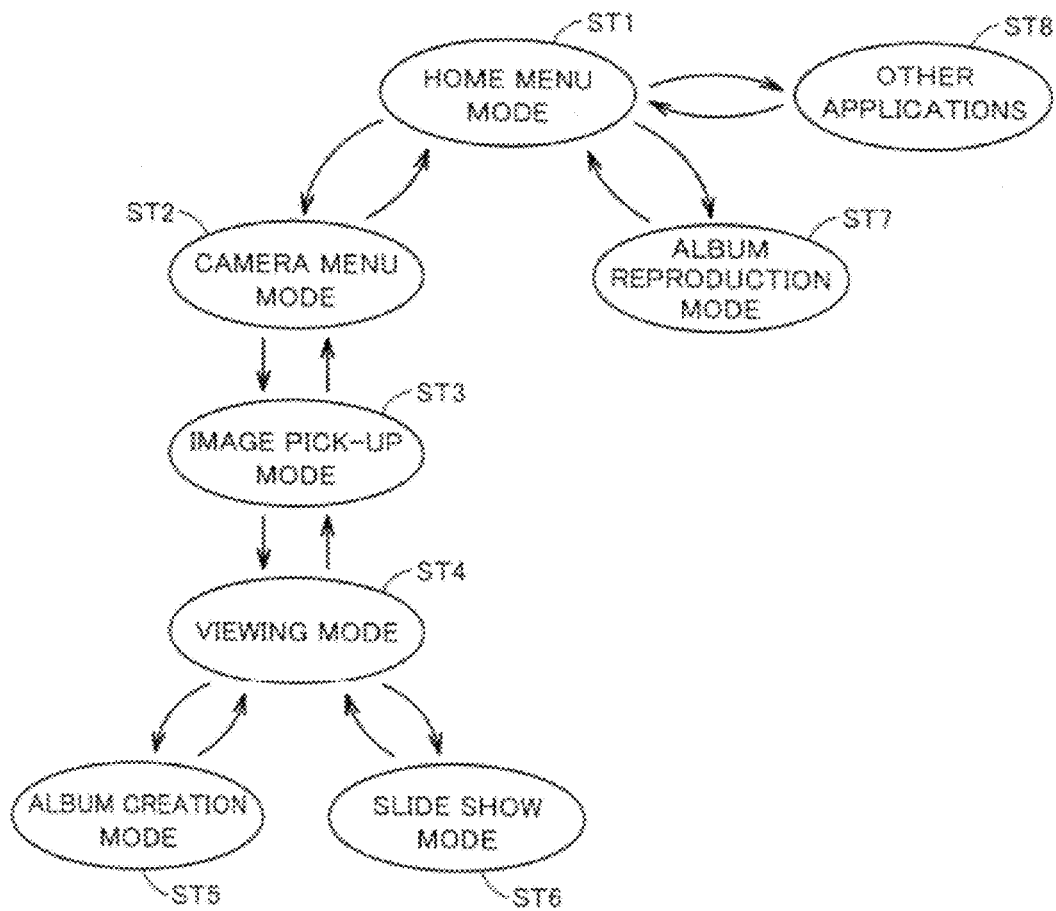 ST1
HOME MENU
MODE
ST8
OTHER
APPLICATIONS
ST2
CAMERA MENU
MODE
ST7
ALBUM
REPRODUCTION
MODE
ST3
IMAGE PICK-UP
MODE
ST4
VIEWING MODE
ALBUM CREATION
MODE
ST5
SLIDE SHOW
MODE
ST6